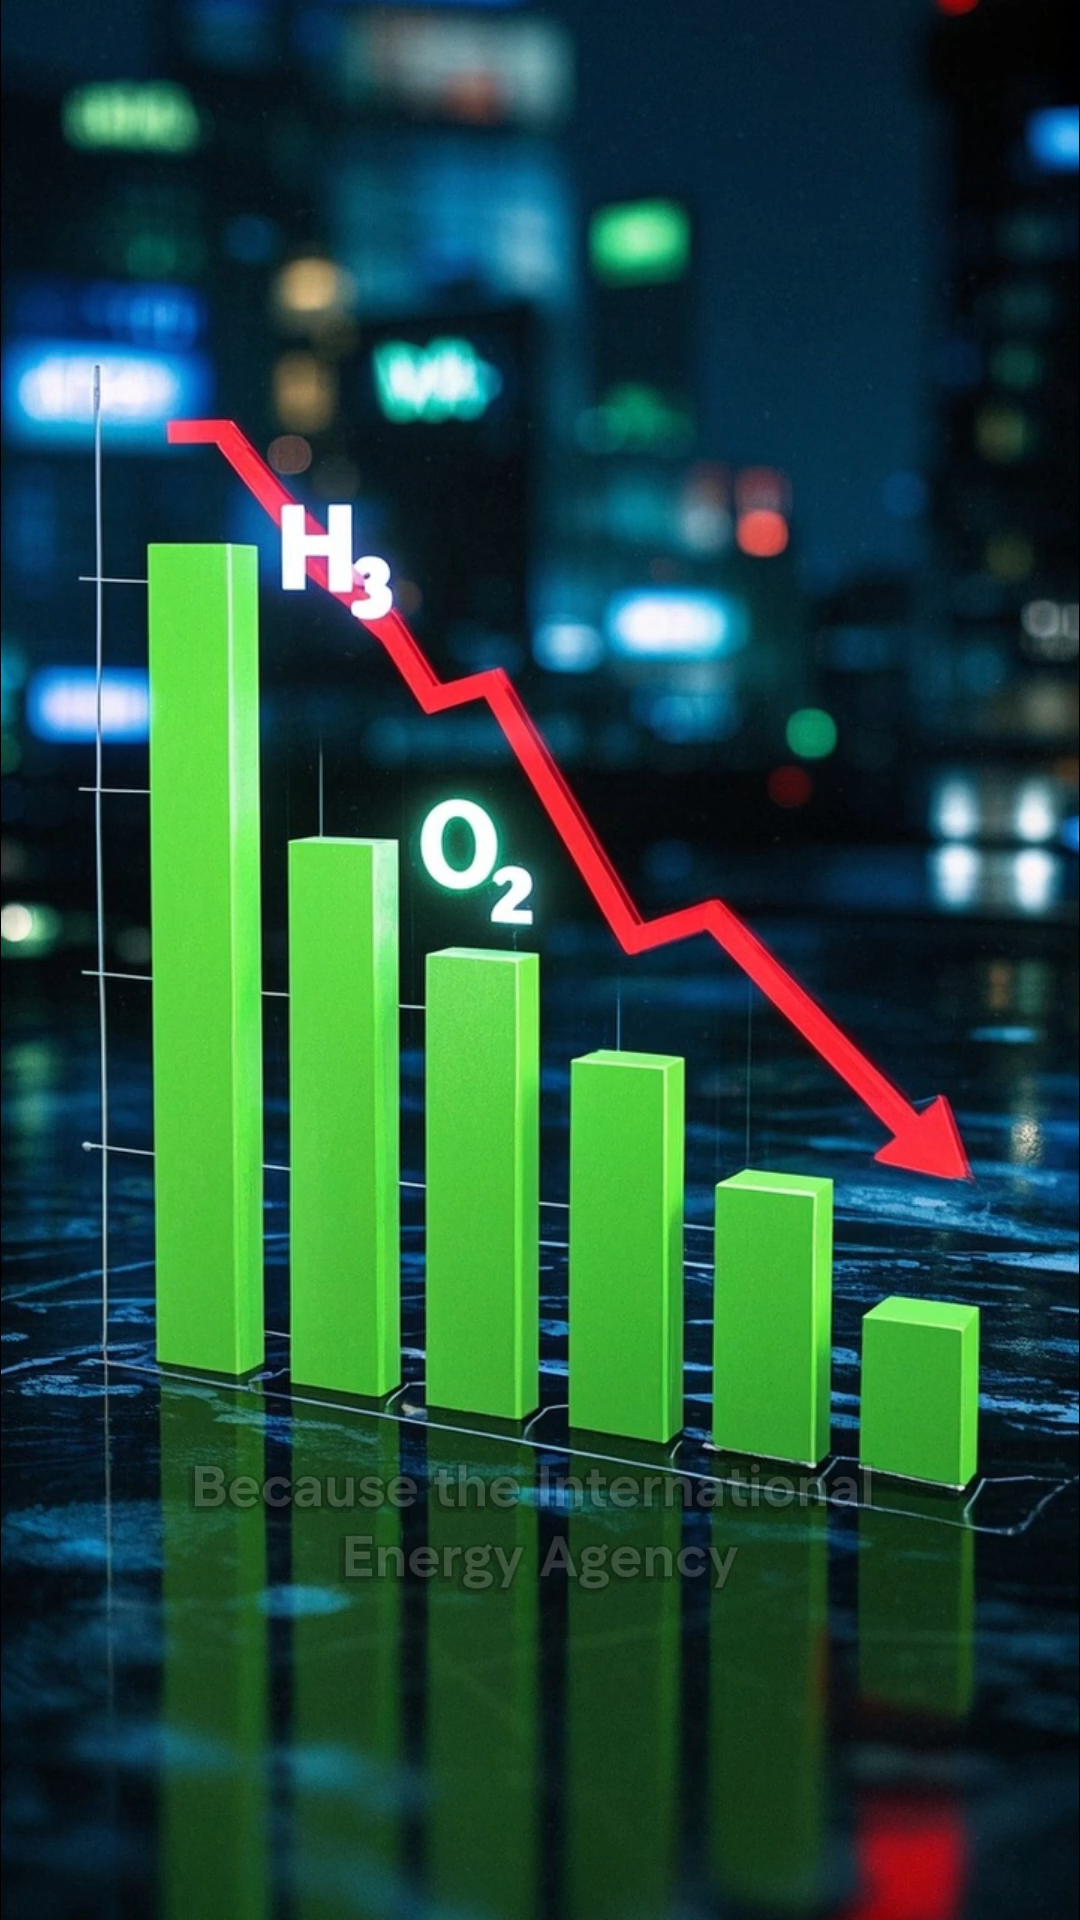 H₃
O₂
Because the International
Energy Agency